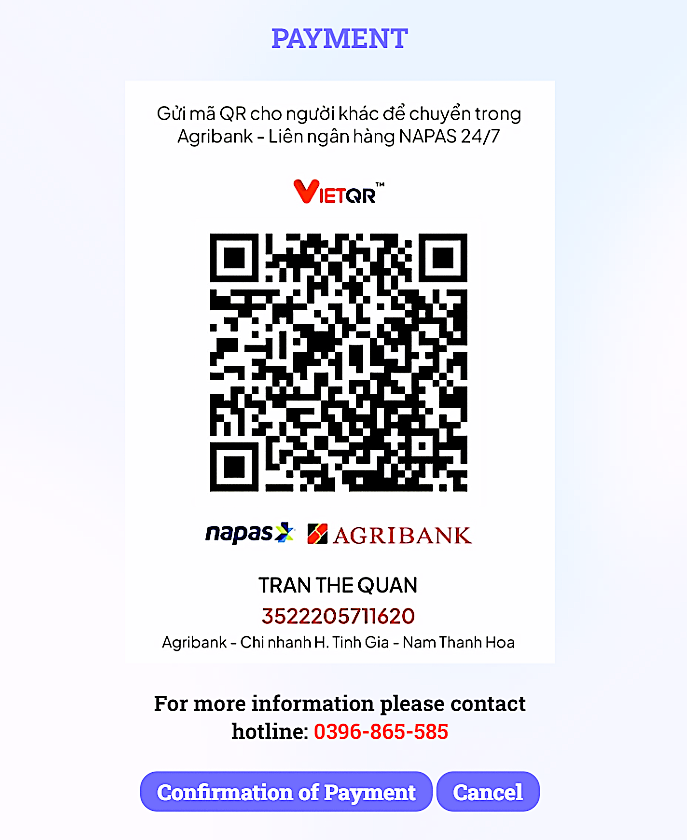 PAYMENT
Gửi mã QR cho người khác để chuyển trong
Agribank - Liên ngân hàng NAPAS 24/7
VIETQR™
napas AGRIBANK
TRAN THE QUAN
3522205711620
Agribank - Chi nhanh H. Tinh Gia - Nam Thanh Hoa
For more information please contact
hotline: 0396-865-585
Confirmation of Payment Cancel